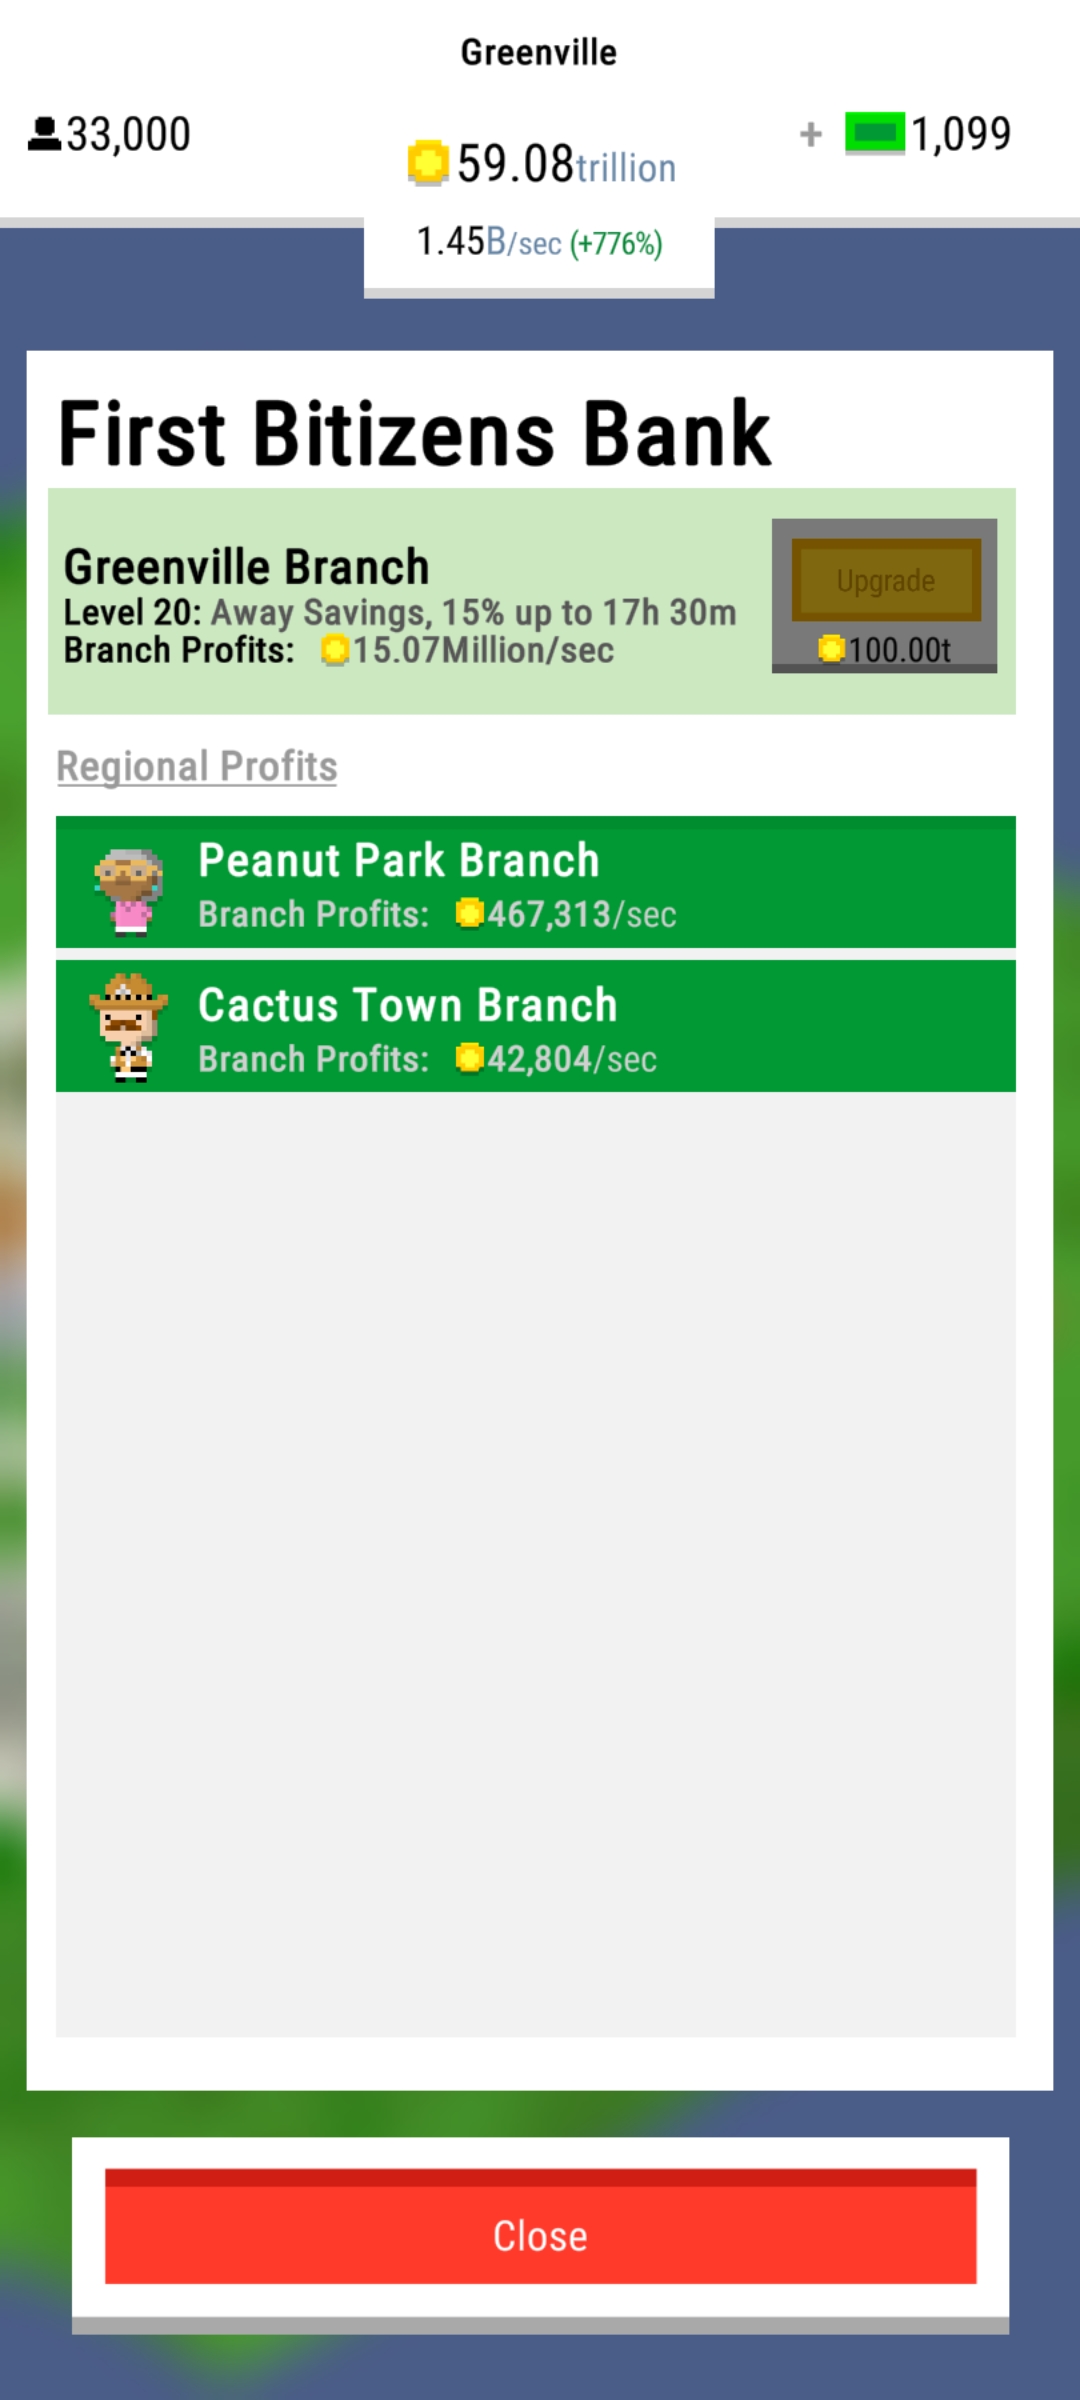 Greenville
33,000
59.08trillion
+ 1,099
1.45B/sec (+776%)
First Bitizens Bank
Greenville Branch
Level 20: Away Savings, 15% up to 17h 30m
Branch Profits: 15.07Million/sec
Upgrade
100.00t
Regional Profits
Peanut Park Branch
Branch Profits: 467,313/sec
Cactus Town Branch
Branch Profits: 42,804/sec
Close